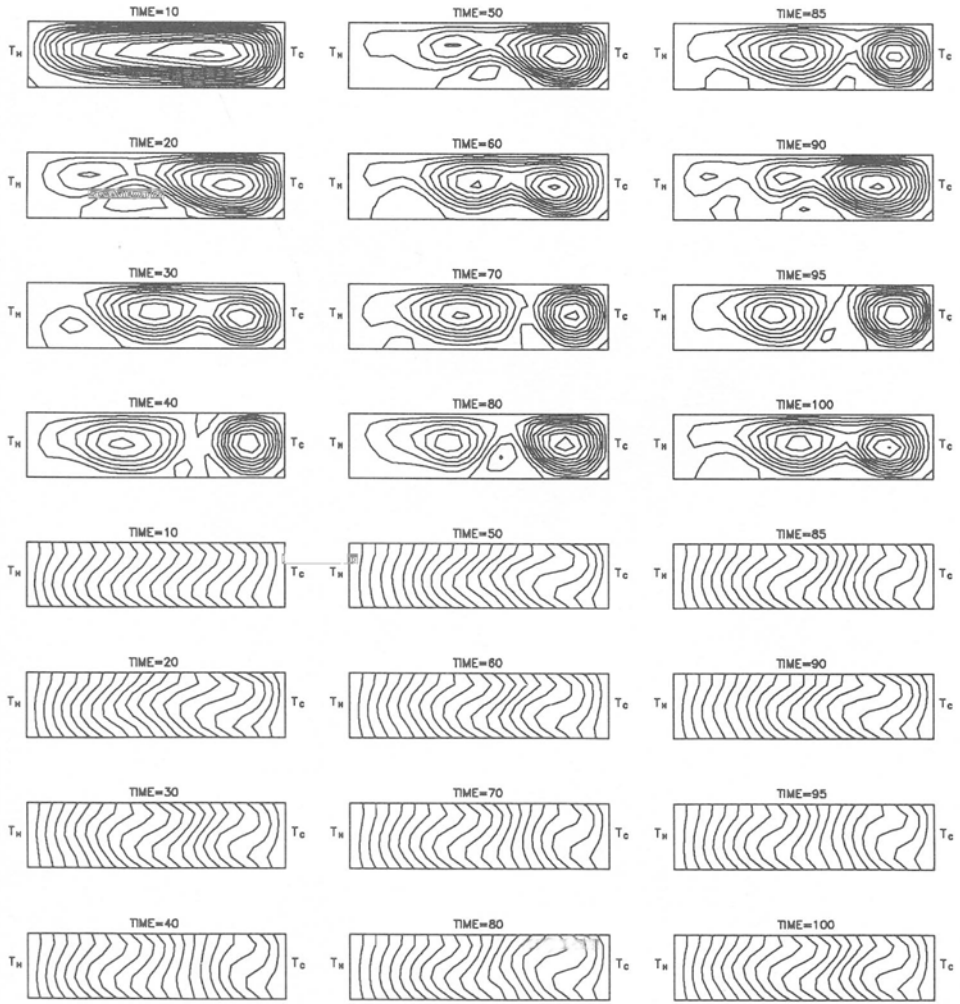 TIME=10 TIME=50 TIME=85
T_H T_C T_H T_C T_H T_C
TIME=20 TIME=60 TIME=90
T_H T_C T_H T_C T_H T_C
TIME=30 TIME=70 TIME=95
T_H T_C T_H T_C T_H T_C
TIME=40 TIME=80 TIME=100
T_H T_C T_H T_C T_H T_C
TIME=10 TIME=50 TIME=85
T_H T_C T_H T_C T_H T_C
TIME=20 TIME=60 TIME=90
T_H T_C T_H T_C T_H T_C
TIME=30 TIME=70 TIME=95
T_H T_C T_H T_C T_H T_C
TIME=40 TIME=80 TIME=100
T_H T_C T_H T_C T_H T_C